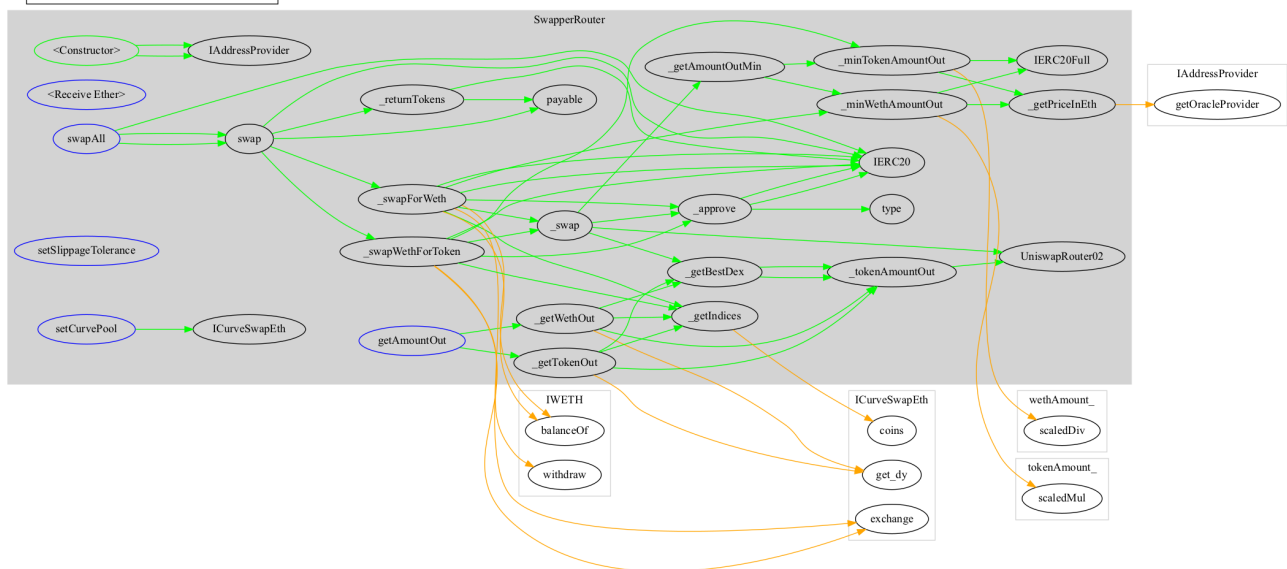 SwapperRouter
<Constructor>
IAddressProvider
<Receive Ether>
swapAll
swap
_returnTokens
payable
_getAmountOutMin
_minTokenAmountOut
IERC20Full
_minWethAmountOut
_getPriceInEth
IAddressProvider
getOracleProvider
IERC20
_swapForWeth
_approve
type
_swap
setSlippageTolerance
_swapWethForToken
UniswapRouter02
_getBestDex
_tokenAmountOut
setCurvePool
ICurveSwapEth
getAmountOut
_getWethOut
_getIndices
_getTokenOut
IWETH
balanceOf
withdraw
ICurveSwapEth
coins
get_dy
exchange
wethAmount_
scaledDiv
tokenAmount_
scaledMul